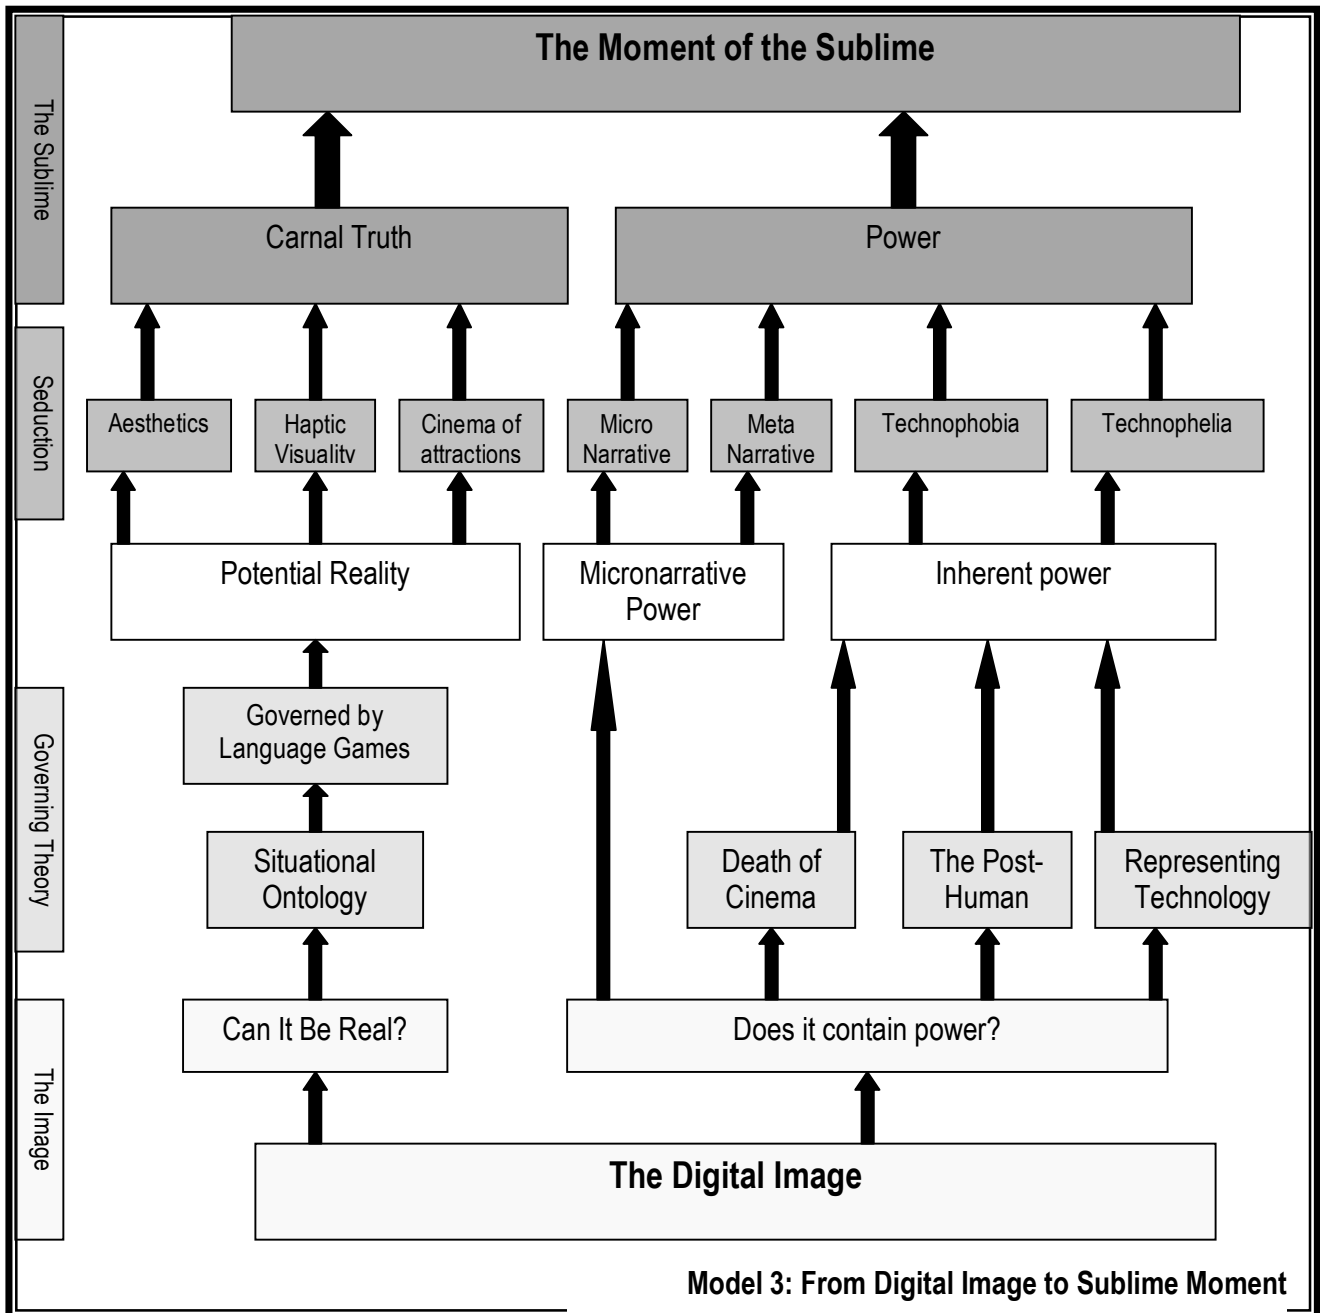 The Moment of the Sublime
The Sublime
Carnal Truth
Power
Seduction
Aesthetics
Haptic
Visuality
Cinema of
attractions
Micro
Narrative
Meta
Narrative
Technophobia
Technophelia
Potential Reality
Micronarrative
Power
Inherent power
Governing Theory
Governed by
Language Games
Situational
Ontology
Death of
Cinema
The Post-
Human
Representing
Technology
The Image
Can It Be Real?
Does it contain power?
The Digital Image
Model 3: From Digital Image to Sublime Moment